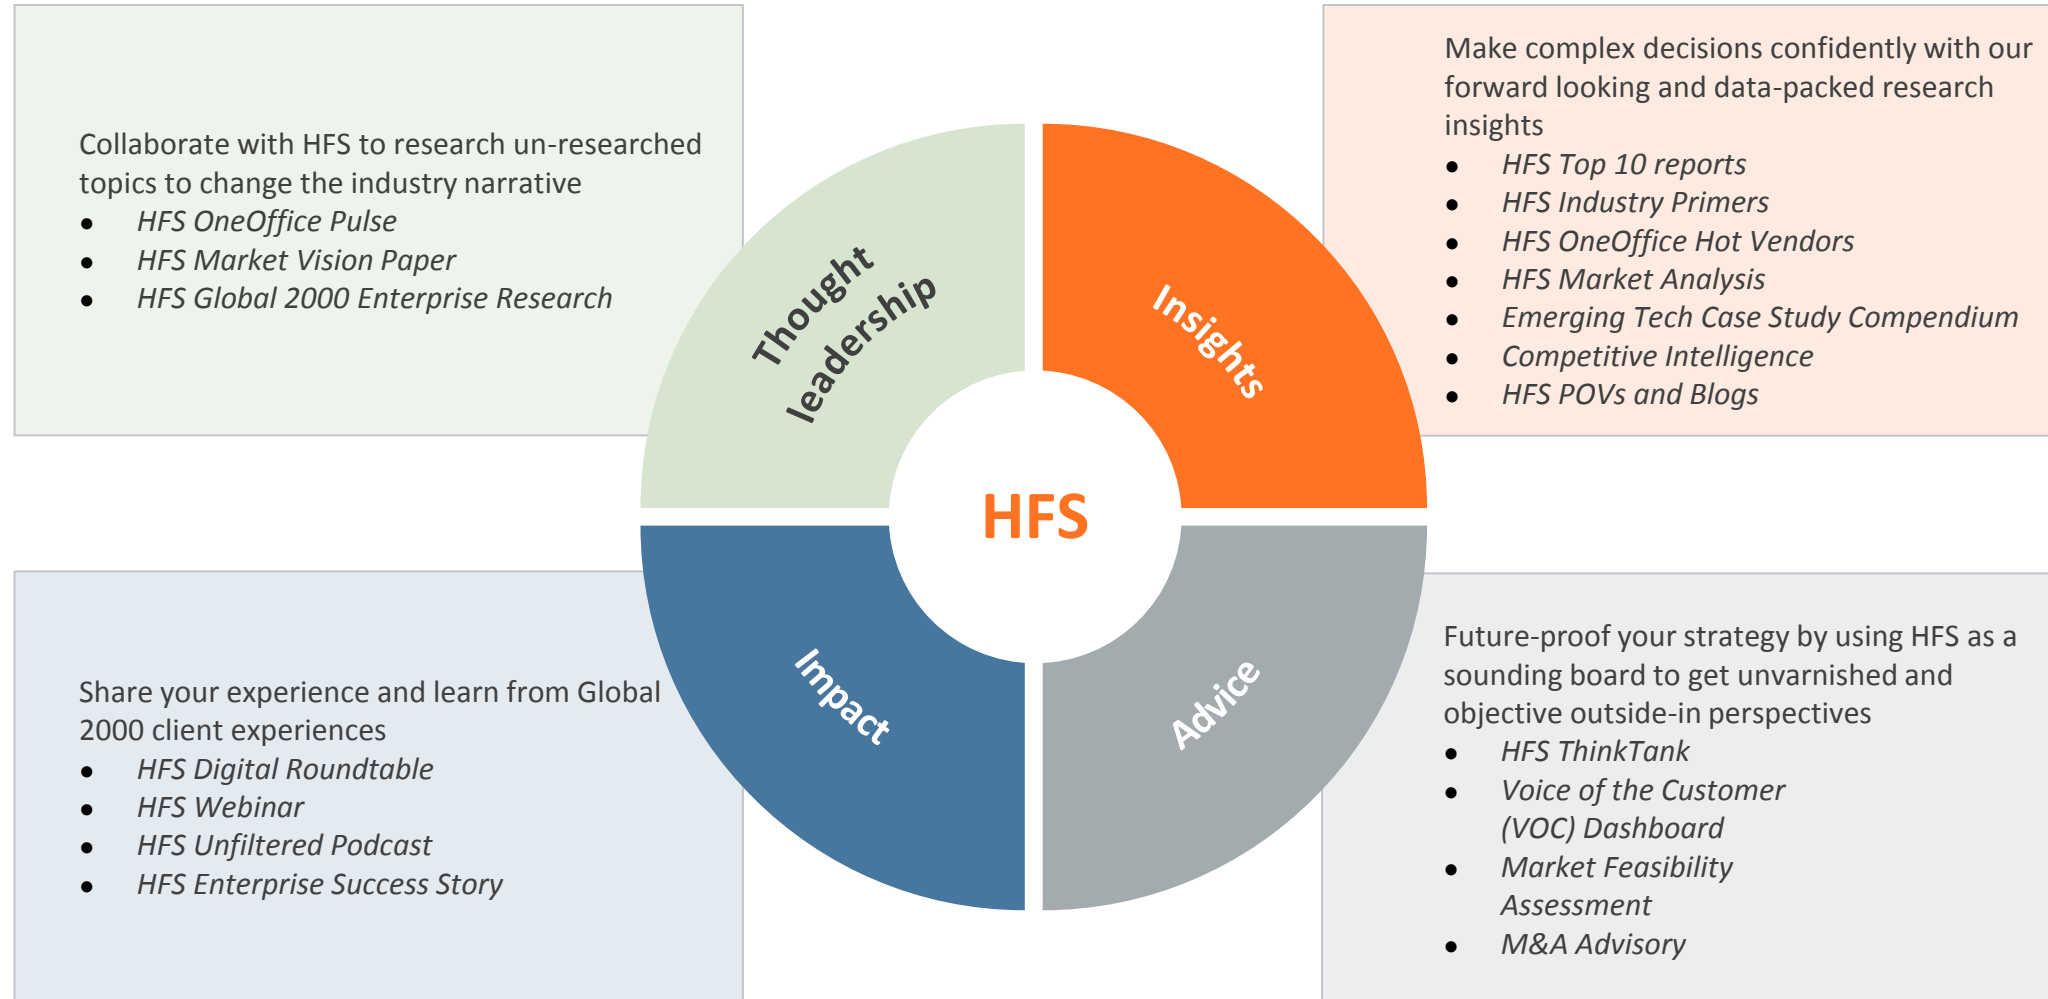 Collaborate with HFS to research un-researched
topics to change the industry narrative
● HFS OneOffice Pulse
● HFS Market Vision Paper
● HFS Global 2000 Enterprise Research
Make complex decisions confidently with our
forward looking and data-packed research
insights
● HFS Top 10 reports
● HFS Industry Primers
● HFS OneOffice Hot Vendors
● HFS Market Analysis
● Emerging Tech Case Study Compendium
● Competitive Intelligence
● HFS POVs and Blogs
Thought
leadership
Insights
HFS
Impact
Advice
Share your experience and learn from Global
2000 client experiences
● HFS Digital Roundtable
● HFS Webinar
● HFS Unfiltered Podcast
● HFS Enterprise Success Story
Future-proof your strategy by using HFS as a
sounding board to get unvarnished and
objective outside-in perspectives
● HFS ThinkTank
● Voice of the Customer
(VOC) Dashboard
● Market Feasibility
Assessment
● M&A Advisory